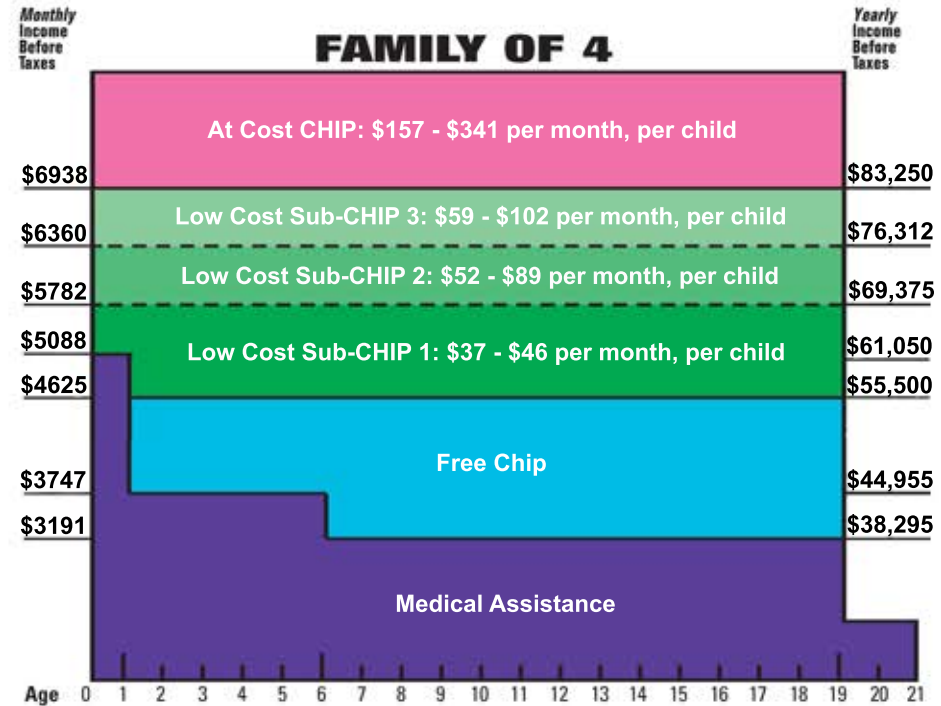 Monthly
Income
Before
Taxes
FAMILY OF 4
Yearly
Income
Before
Taxes
At Cost CHIP: $157 - $341 per month, per child
$6938
$83,250
Low Cost Sub-CHIP 3: $59 - $102 per month, per child
$6360
$76,312
Low Cost Sub-CHIP 2: $52 - $89 per month, per child
$5782
$69,375
$5088
$61,050
Low Cost Sub-CHIP 1: $37 - $46 per month, per child
$4625
$55,500
Free Chip
$3747
$44,955
$3191
$38,295
Medical Assistance
Age 0 1 2 3 4 5 6 7 8 9 10 11 12 13 14 15 16 17 18 19 20 21